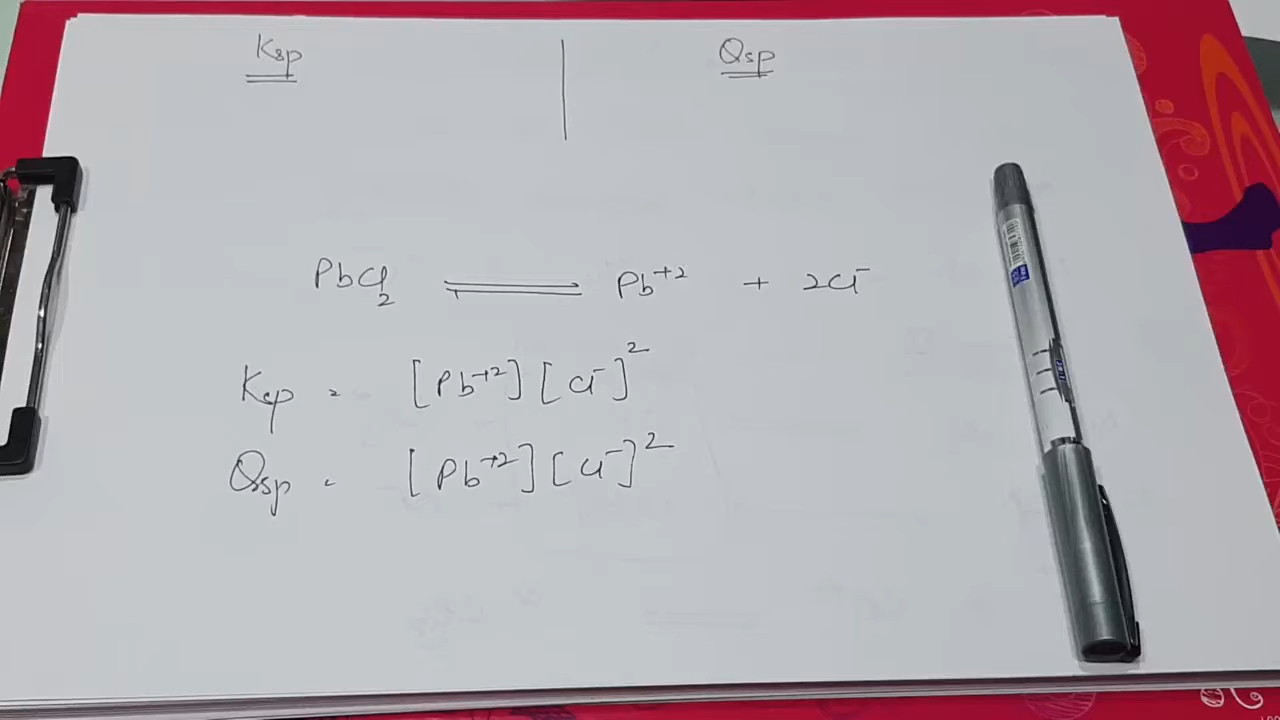 Ksp | Qsp
PbCl₂ ⇌ Pb⁺² + 2Cl⁻
Ksp = [Pb⁺²][Cl⁻]²
Qsp = [Pb⁺²][Cl⁻]²